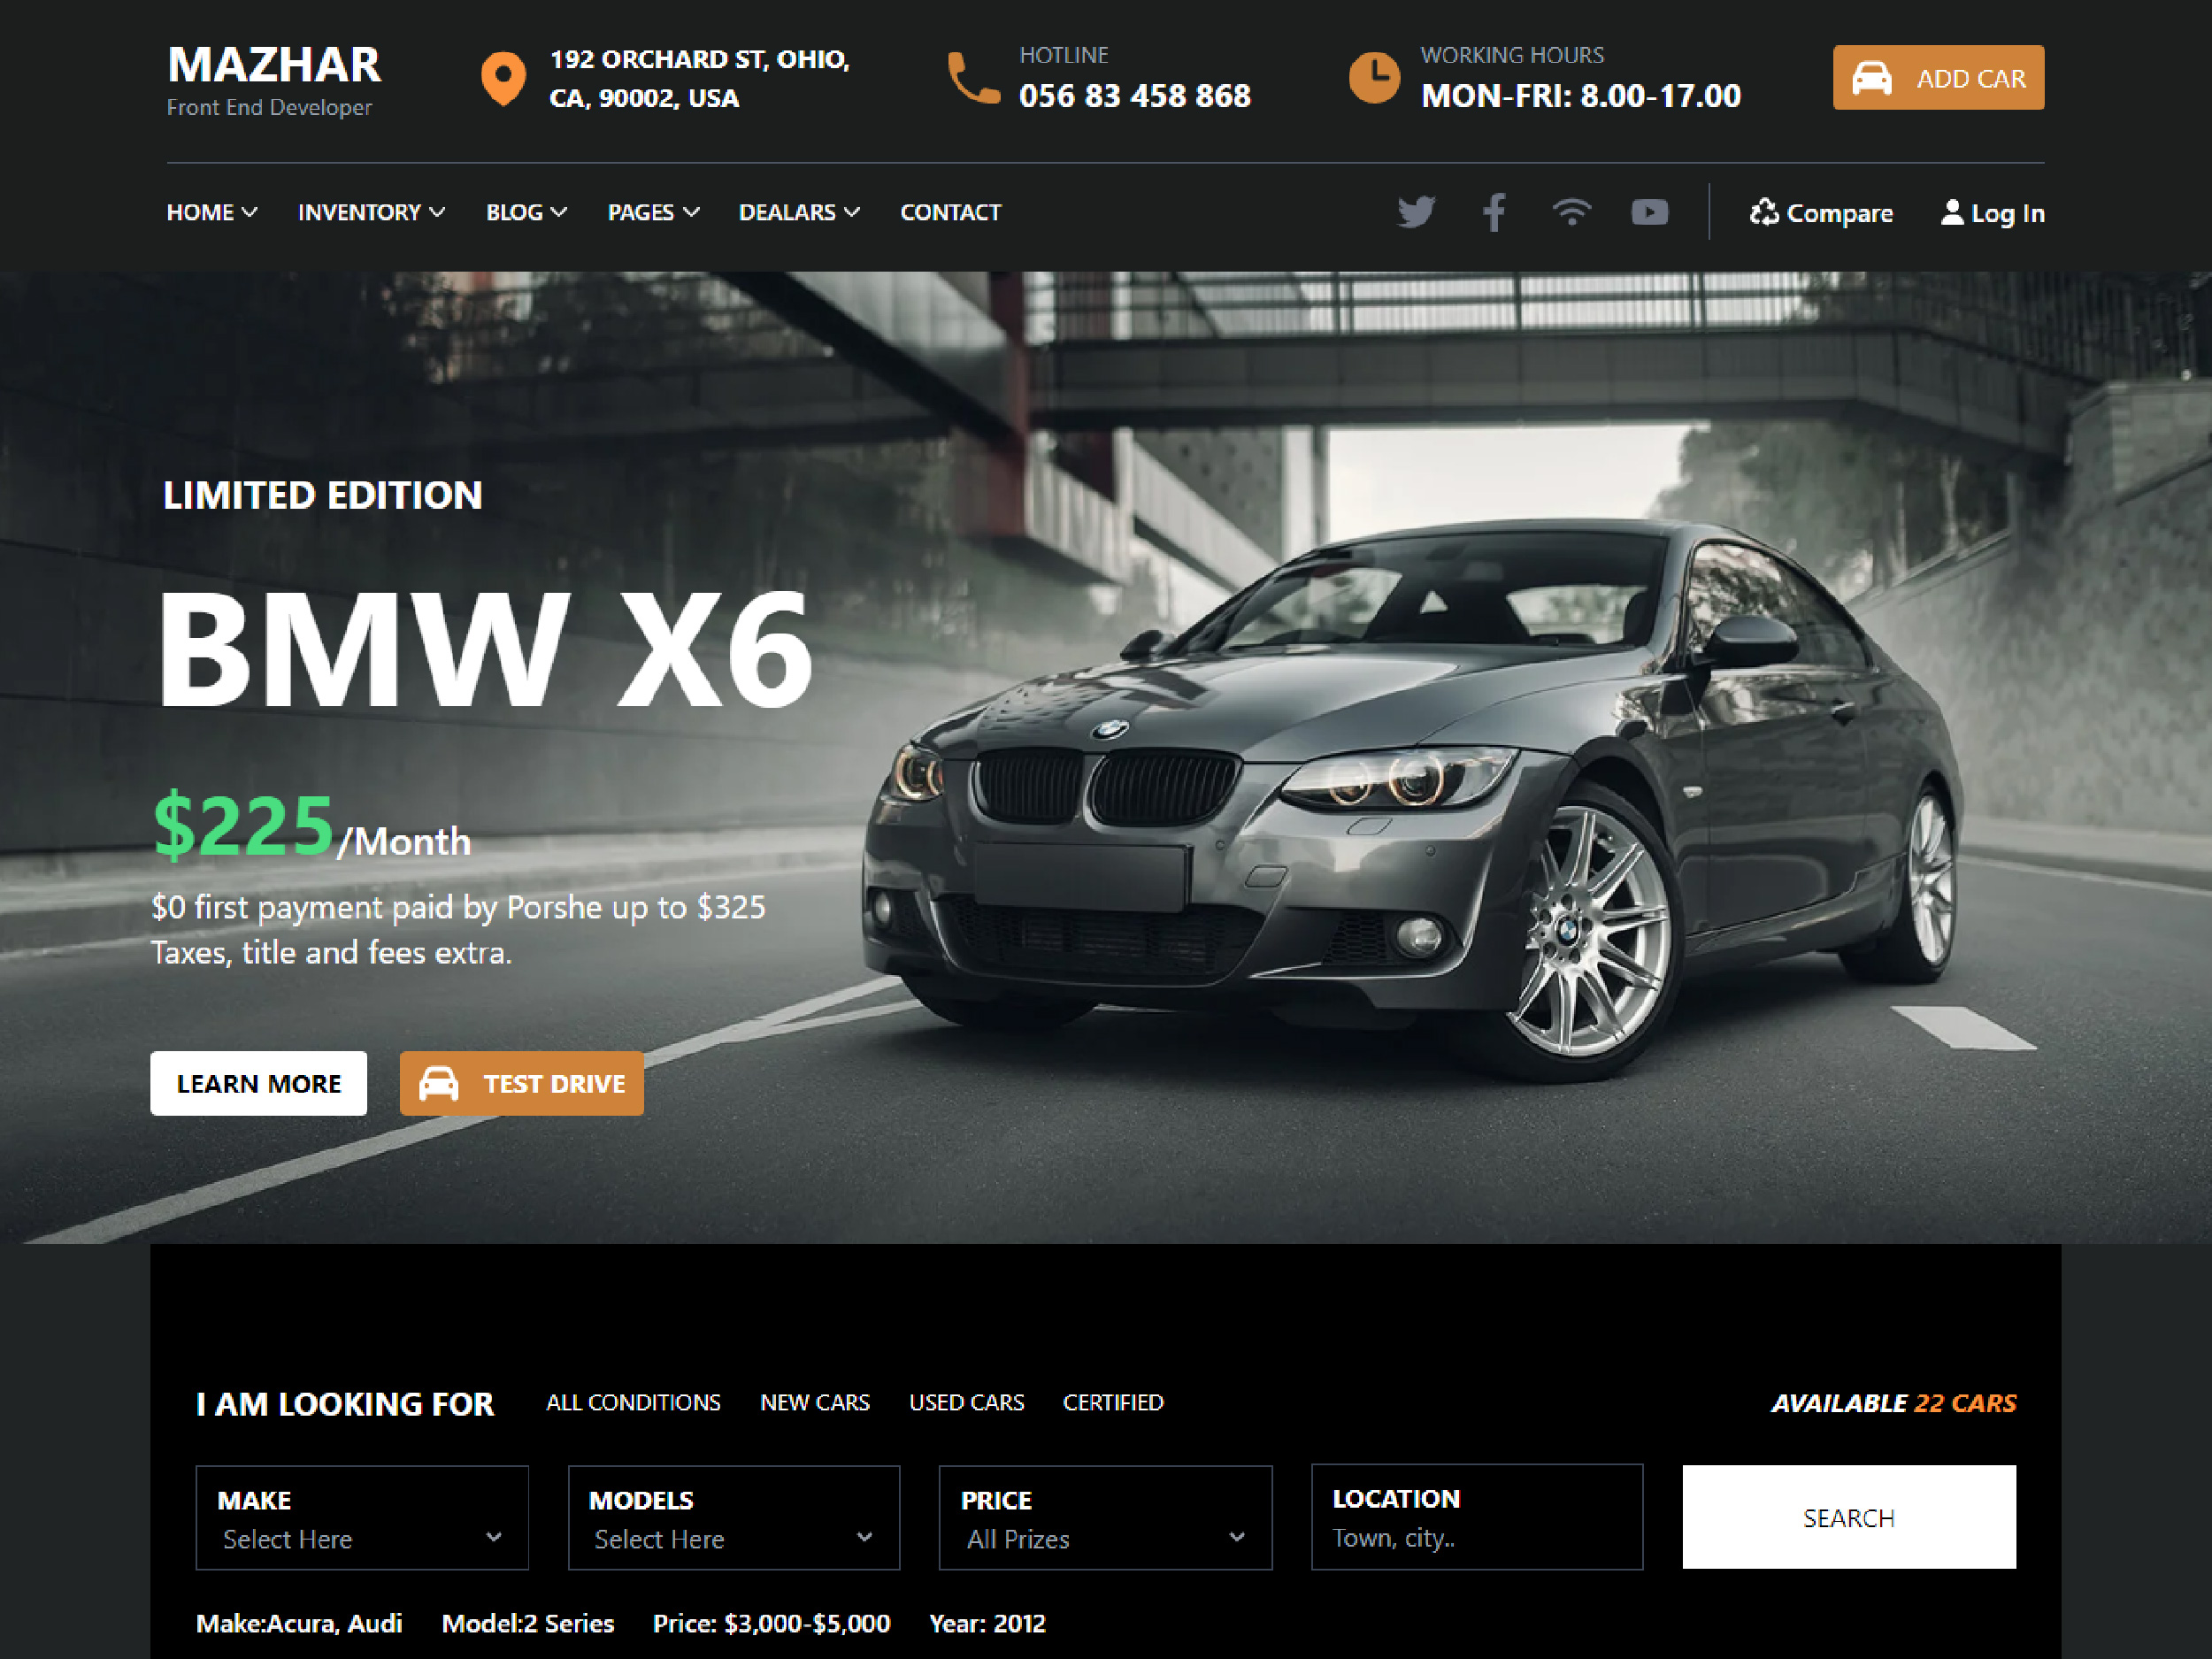 MAZHAR
Front End Developer
192 ORCHARD ST, OHIO,
CA, 90002, USA
HOTLINE
056 83 458 868
WORKING HOURS
MON-FRI: 8.00-17.00
ADD CAR
HOME
INVENTORY
BLOG
PAGES
DEALARS
CONTACT
Compare
Log In
LIMITED EDITION
BMW X6
$225/Month
$0 first payment paid by Porshe up to $325
Taxes, title and fees extra.
LEARN MORE
TEST DRIVE
I AM LOOKING FOR
ALL CONDITIONS
NEW CARS
USED CARS
CERTIFIED
AVAILABLE 22 CARS
MAKE
Select Here
MODELS
Select Here
PRICE
All Prizes
LOCATION
Town, city..
SEARCH
Make:Acura, Audi
Model:2 Series
Price: $3,000-$5,000
Year: 2012